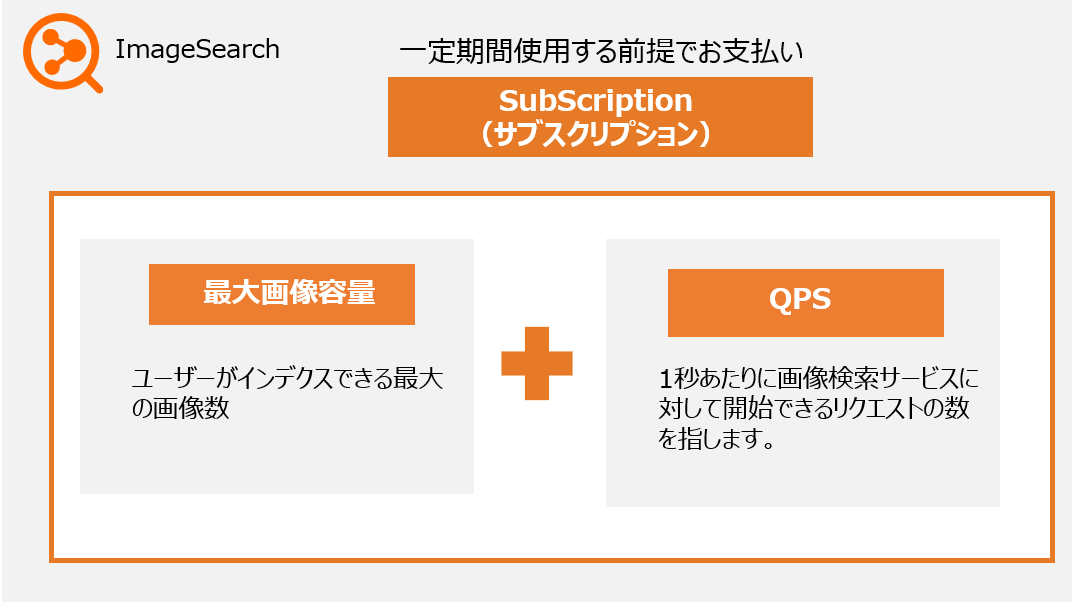 ImageSearch
一定期間使用する前提でお支払い
SubScription
（サブスクリプション）
最大画像容量
ユーザーがインデクスできる最大
の画像数
QPS
1秒あたりに画像検索サービスに
対して開始できるリクエストの数
を指します。